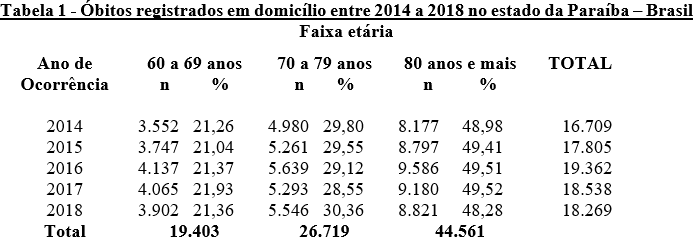 Tabela 1 - Óbitos registrados em domicílio entre 2014 a 2018 no estado da Paraíba – Brasil
Faixa etária
Ano de 60 a 69 anos 70 a 79 anos 80 anos e mais TOTAL
Ocorrência n % n % n %
2014 3.552 21,26 4.980 29,80 8.177 48,98 16.709
2015 3.747 21,04 5.261 29,55 8.797 49,41 17.805
2016 4.137 21,37 5.639 29,12 9.586 49,51 19.362
2017 4.065 21,93 5.293 28,55 9.180 49,52 18.538
2018 3.902 21,36 5.546 30,36 8.821 48,28 18.269
Total 19.403 26.719 44.561